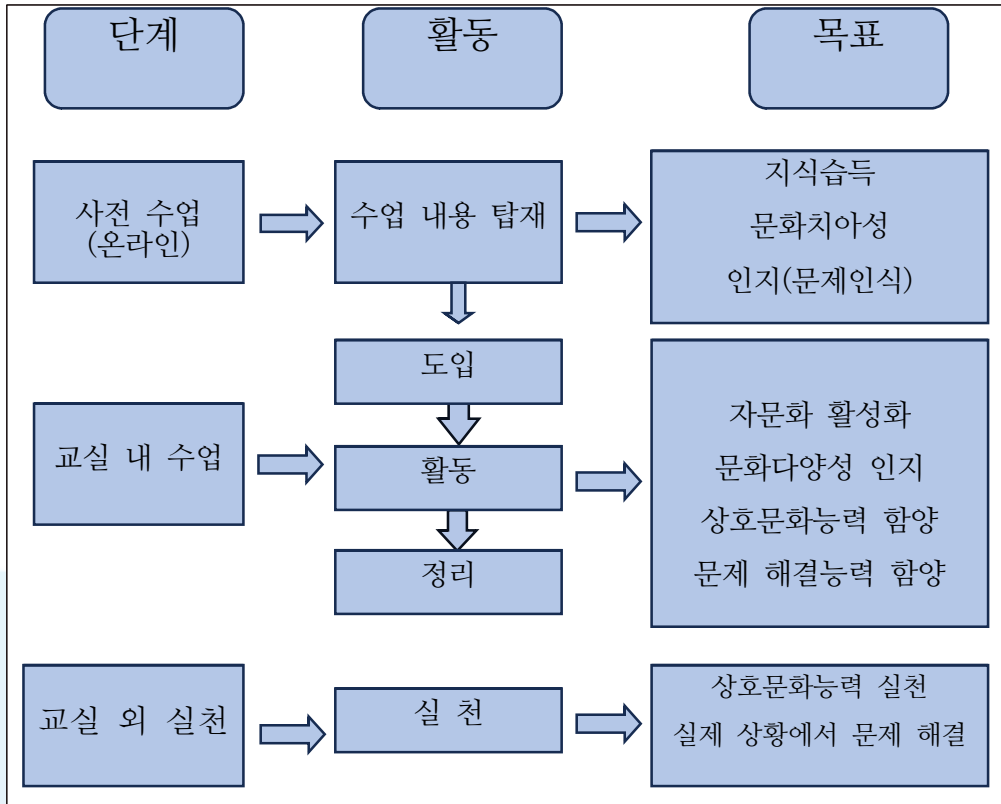 단계
활동
목표
사전 수업
(온라인)
수업 내용 탑재
지식습득
문화치아성
인지(문제인식)
도입
교실 내 수업
활동
정리
자문화 활성화
문화다양성 인지
상호문화능력 함양
문제 해결능력 함양
교실 외 실천
실 천
상호문화능력 실천
실제 상황에서 문제 해결